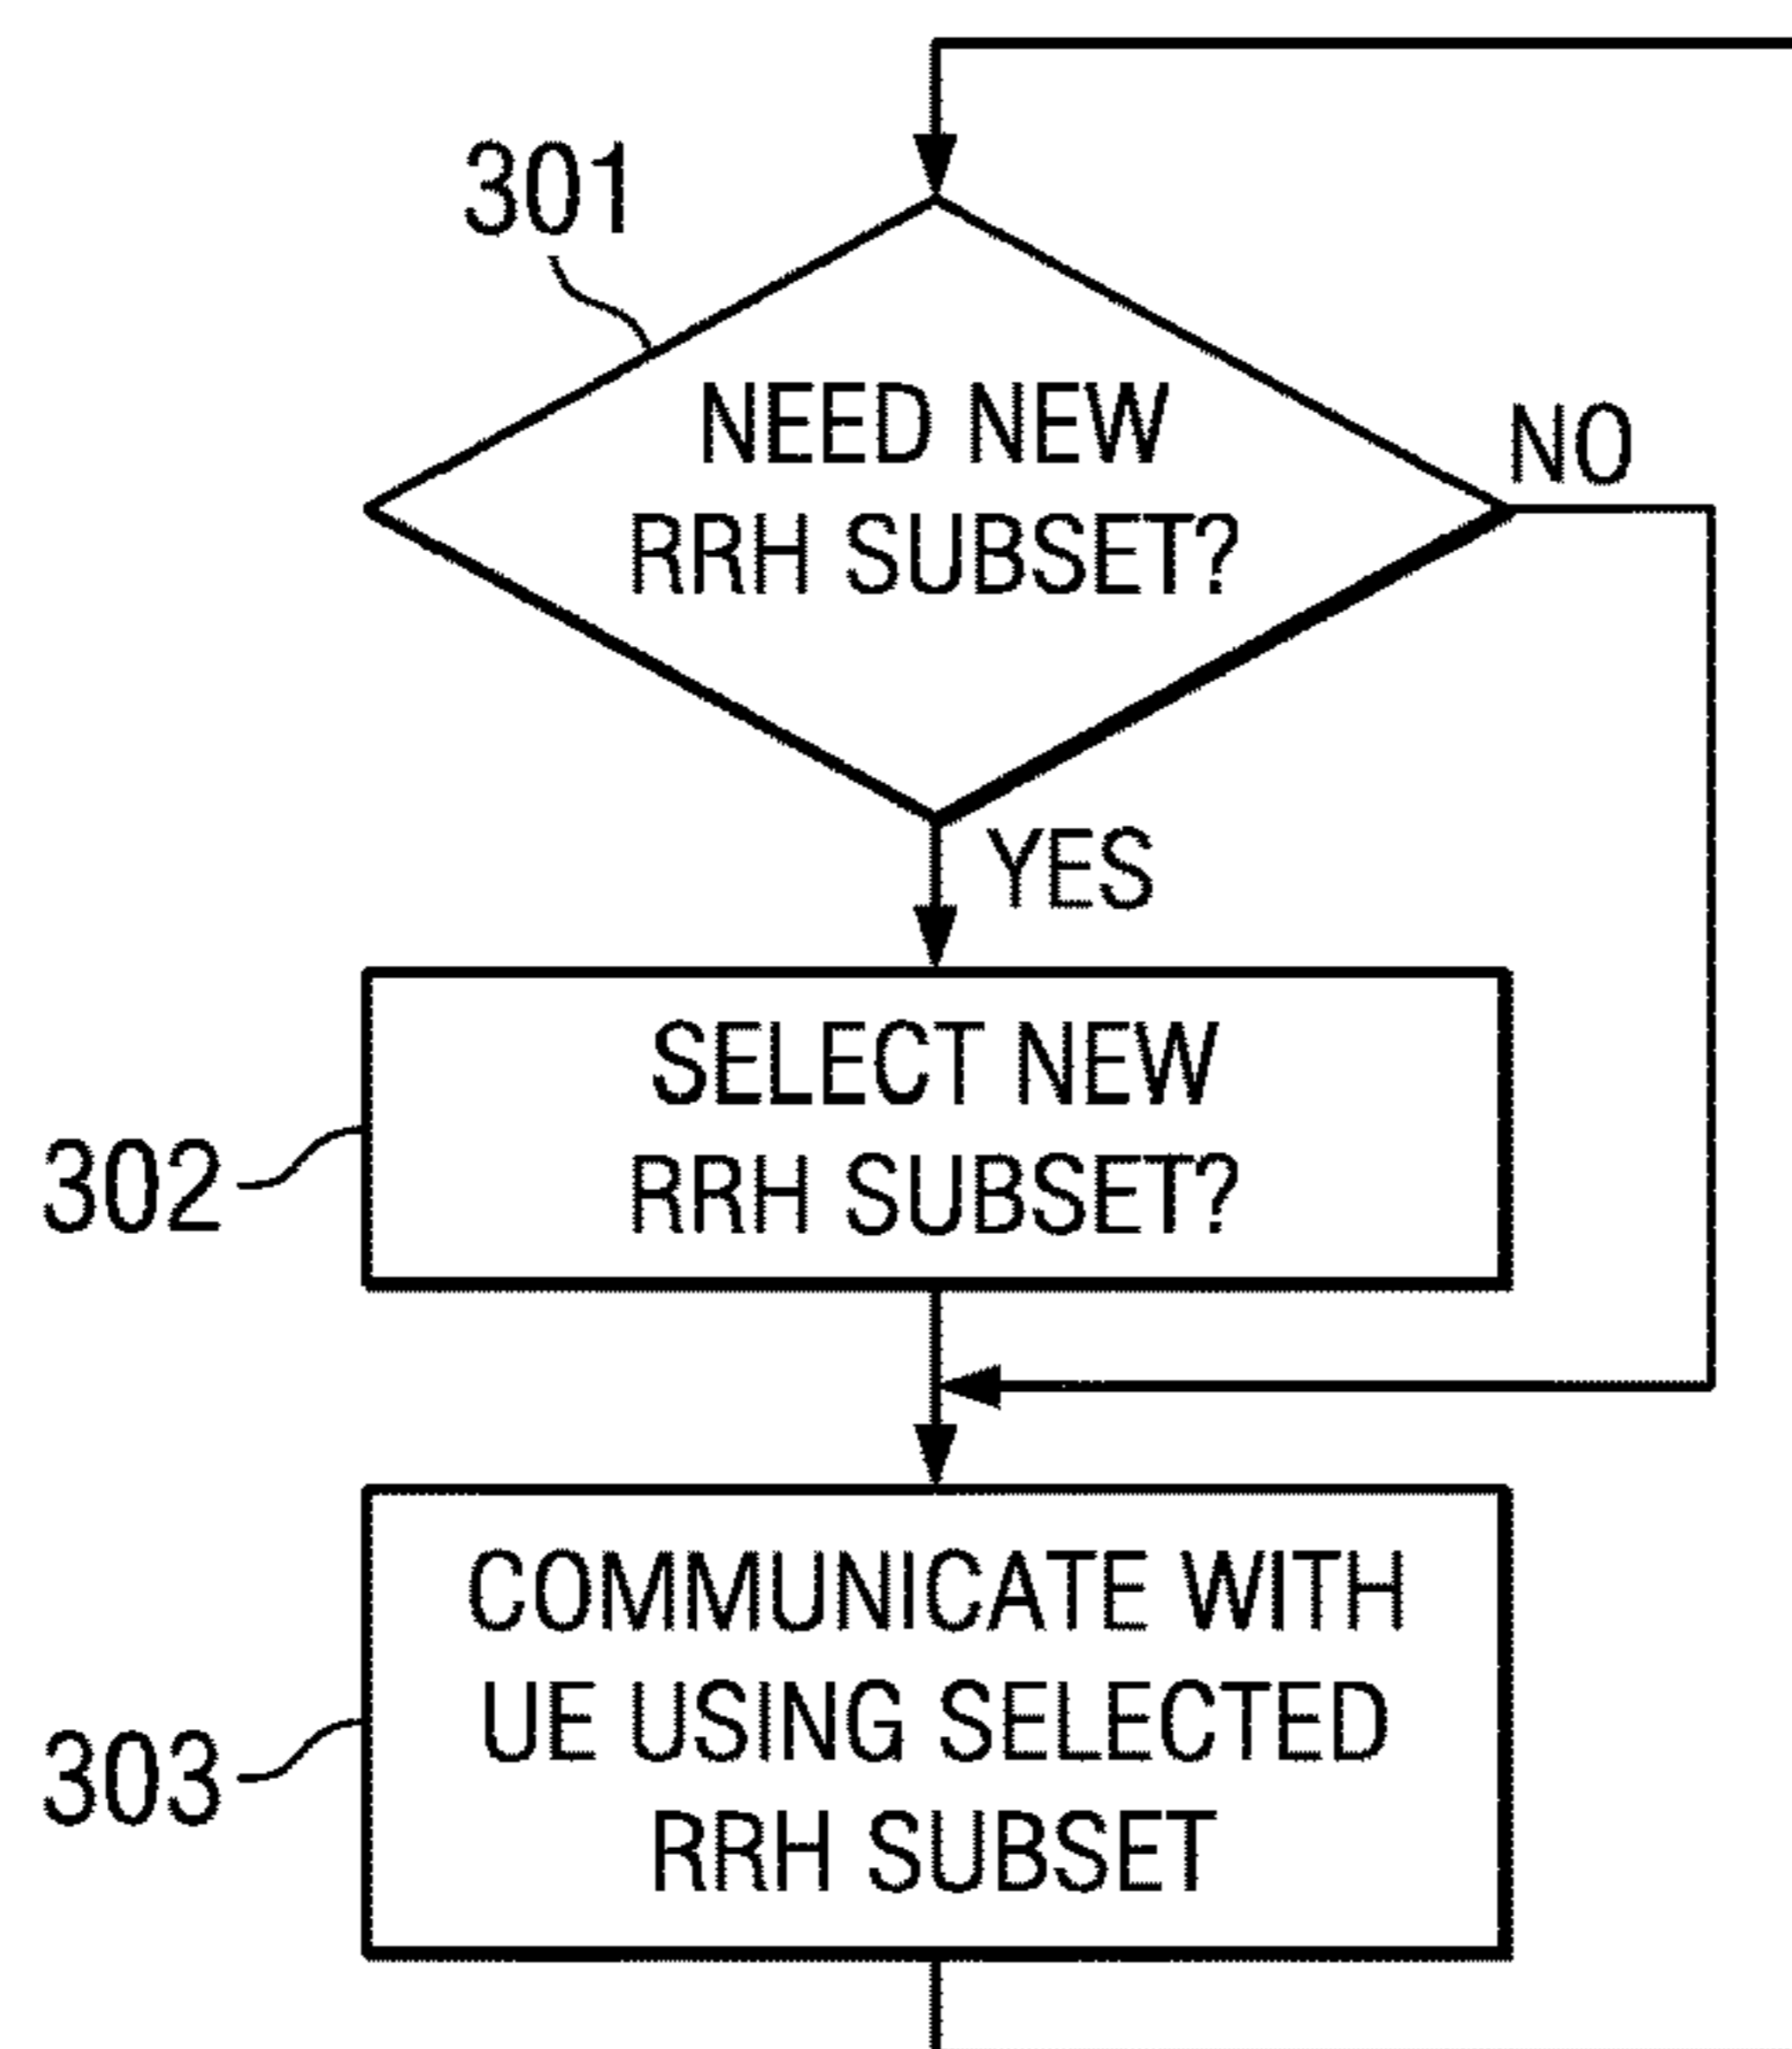 301
NEED NEW
RRH SUBSET?
NO
YES
SELECT NEW
RRH SUBSET?
302
COMMUNICATE WITH
UE USING SELECTED
RRH SUBSET
303